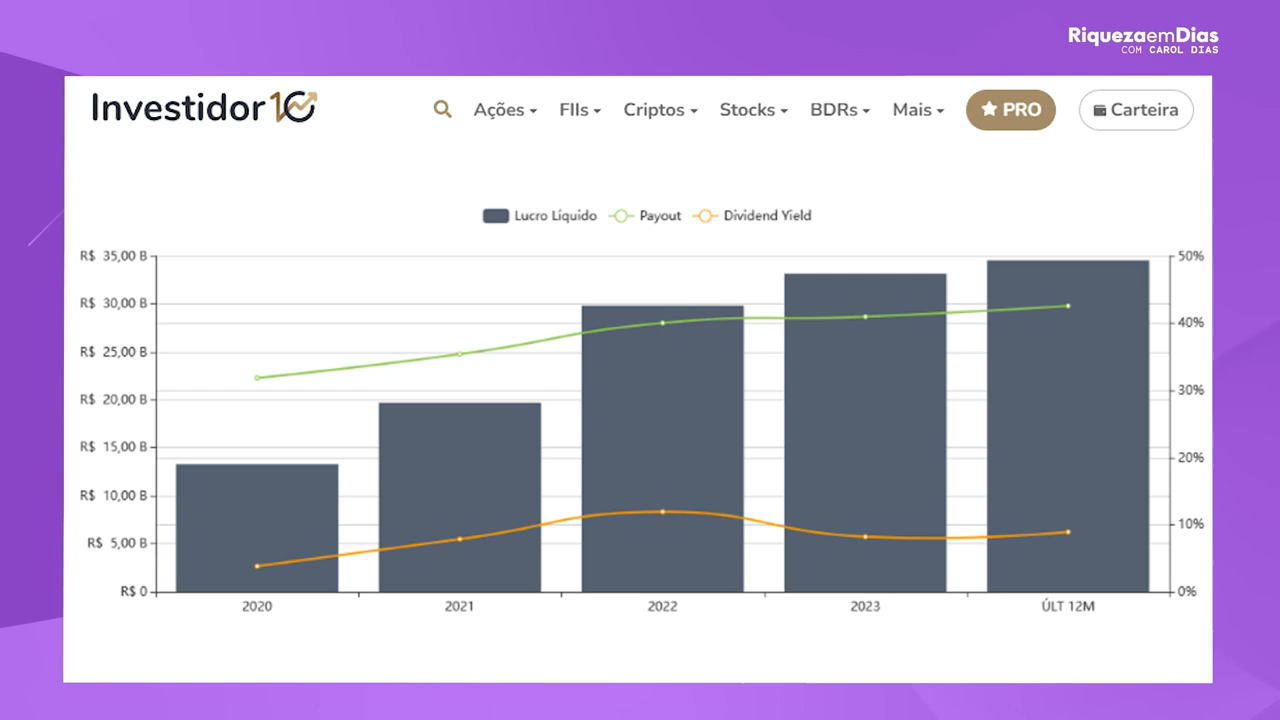 RiquezaemDias
COM CAROL DIAS
Investidor10
Ações FIIs Criptos Stocks BDRs Mais PRO Carteira
Lucro Líquido Payout Dividend Yield
R$ 35,00 B 50%
R$ 30,00 B
40%
R$ 25,00 B
30%
R$ 20,00 B
R$ 15,00 B
20%
R$ 10,00 B
10%
R$ 5,00 B
R$ 0 0%
2020 2021 2022 2023 ÚLT 12M